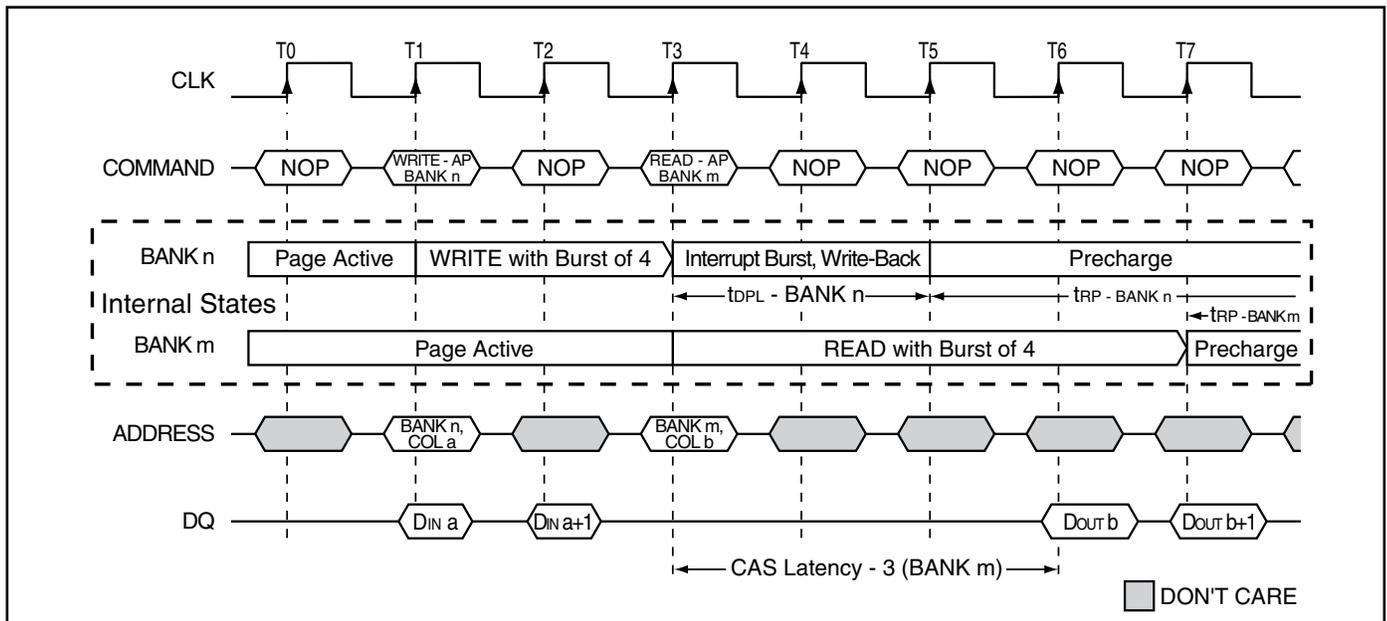 T0 T1 T2 T3 T4 T5 T6 T7
CLK
COMMAND NOP WRITE - AP BANK n NOP READ - AP BANK m NOP NOP NOP NOP
BANK n Page Active WRITE with Burst of 4 Interrupt Burst, Write-Back Precharge
tDPL - BANK n tRP - BANK n
Internal States
tRP - BANK m
BANK m Page Active READ with Burst of 4 Precharge
ADDRESS BANK n, COL a BANK m, COL b
DQ DIN a DIN a+1 DOUT b DOUT b+1
CAS Latency - 3 (BANK m)
DON'T CARE